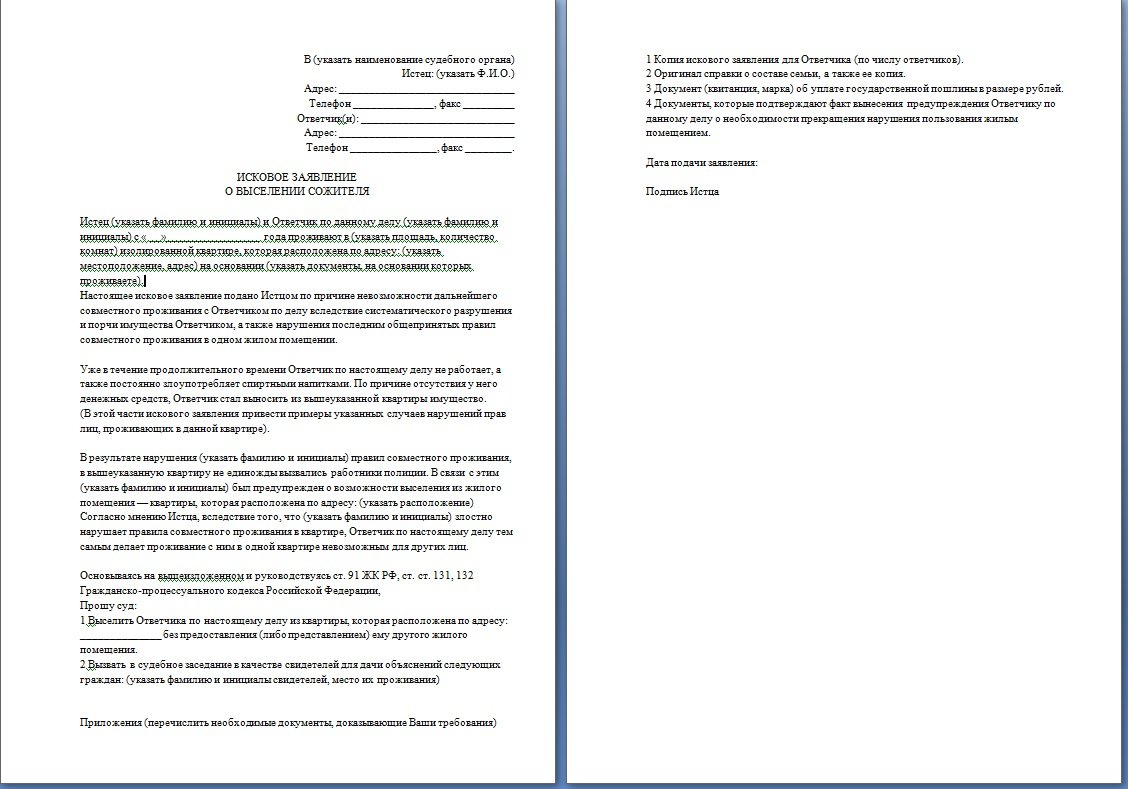 В (указать наименование судебного органа)
Истец: (указать Ф.И.О.)
Адрес: ________________________________
Телефон _______________, факс _________
Ответчик(и): ____________________________
Адрес: ________________________________
Телефон ________________, факс ________.
ИСКОВОЕ ЗАЯВЛЕНИЕ
О ВЫСЕЛЕНИИ СОЖИТЕЛЯ
Истец (указать фамилию и инициалы) и Ответчик по данному делу (указать фамилию и
инициалы) с «___»_________________ года проживают в (указать площадь, количество
комнат) изолированной квартире, которая расположена по адресу: (указать
местоположение, адрес) на основании (указать документы, на основании которых
проживаете).
Настоящее исковое заявление подано Истцом по причине невозможности дальнейшего
совместного проживания с Ответчиком по делу вследствие систематического разрушения
и порчи имущества Ответчиком, а также нарушения последним общепринятых правил
совместного проживания в одном жилом помещении.
Уже в течение продолжительного времени Ответчик по настоящему делу не работает, а
также постоянно злоупотребляет спиртными напитками. По причине отсутствия у него
денежных средств, Ответчик стал выносить из вышеуказанной квартиры имущество.
(В этой части искового заявления привести примеры указанных случаев нарушений прав
лиц, проживающих в данной квартире).
В результате нарушения (указать фамилию и инициалы) правил совместного проживания,
в вышеуказанную квартиру не единожды вызвались работники полиции. В связи с этим
(указать фамилию и инициалы) был предупрежден о возможности выселения из жилого
помещения — квартиры, которая расположена по адресу: (указать расположение)
Согласно мнению Истца, вследствие того, что (указать фамилию и инициалы) злостно
нарушает правила совместного проживания в квартире, Ответчик по настоящему делу тем
самым делает проживание с ним в одной квартире невозможным для других лиц.
Основываясь на вышеизложенном и руководствуясь ст. 91 ЖК РФ, ст. ст. 131, 132
Гражданско-процессуального кодекса Российской Федерации,
Прошу суд:
1.Выселить Ответчика по настоящему делу из квартиры, которая расположена по адресу:
_______________ без предоставления (либо представлением) ему другого жилого
помещения.
2.Вызвать в судебное заседание в качестве свидетелей для дачи объяснений следующих
граждан: (указать фамилию и инициалы свидетелей, место их проживания)
Приложения (перечислить необходимые документы, доказывающие Ваши требования)
1 Копия искового заявления для Ответчика (по числу ответчиков).
2 Оригинал справки о составе семьи, а также ее копия.
3 Документ (квитанция, марка) об уплате государственной пошлины в размере рублей.
4 Документы, которые подтверждают факт вынесения предупреждения Ответчику по
данному делу о необходимости прекращения нарушения пользования жилым
помещением.
Дата подачи заявления:
Подпись Истца